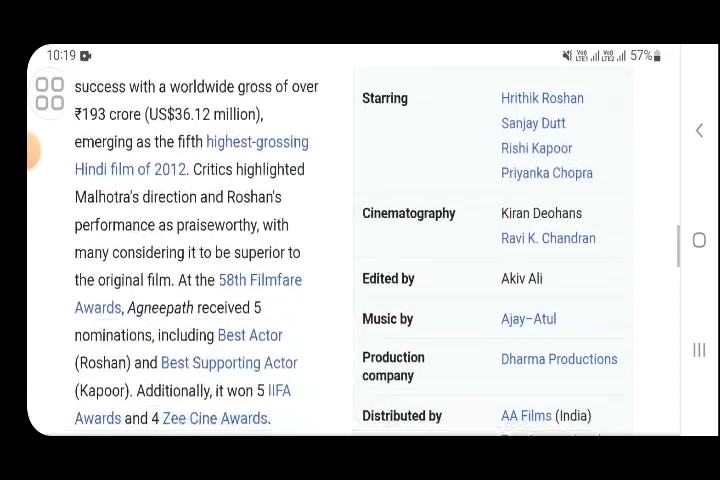 10:19
57%
success with a worldwide gross of over
₹193 crore (US$36.12 million),
emerging as the fifth highest-grossing
Hindi film of 2012. Critics highlighted
Malhotra's direction and Roshan's
performance as praiseworthy, with
many considering it to be superior to
the original film. At the 58th Filmfare
Awards, Agneepath received 5
nominations, including Best Actor
(Roshan) and Best Supporting Actor
(Kapoor). Additionally, it won 5 IIFA
Awards and 4 Zee Cine Awards.
Starring
Hrithik Roshan
Sanjay Dutt
Rishi Kapoor
Priyanka Chopra
Cinematography
Kiran Deohans
Ravi K. Chandran
Edited by
Akiv Ali
Music by
Ajay–Atul
Production
company
Dharma Productions
Distributed by
AA Films (India)